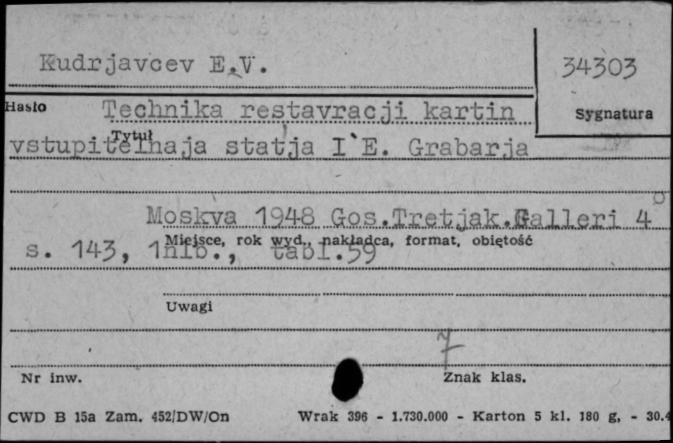 Kudrjavcev E.V.
34303
Hasło
Technika restavracji kartin
Sygnatura
Tytuł
vstupitelnaja statja I`E. Grabarja
Moskva 1948 Gos.Tretjak.Galleri 4°
Miejsce, rok wyd., nakładca, format, objętość
s. 143, 1nlb., tabl.59
Uwagi
7
Nr inw.
Znak klas.
CWD B 15a Zam. 452/DW/On Wrak 396 - 1.730.000 - Karton 5 kl. 180 g, - 30.4